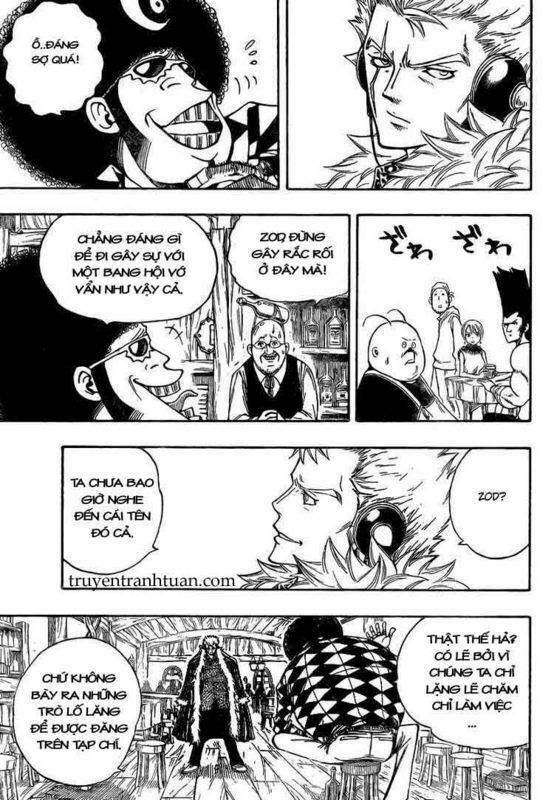 Ồ..ĐÁNG
SỢ QUÁ!
CHẲNG ĐÁNG GÌ
ĐỂ ĐI GÂY SỰ VỚI
MỘT BANG HỘI VỚ
VẨN NHƯ VẬY CẢ.
ZOD, ĐỪNG
GÂY RẮC RỐI
Ở ĐÂY MÀ!
ざわ
ざわ
TA CHƯA BAO
GIỜ NGHE
ĐẾN CÁI TÊN
ĐÓ CẢ.
ZOD?
truyentranhtuan.com
CHỨ KHÔNG
BÀY RA NHỮNG
TRÒ LỐ LĂNG
ĐỂ ĐƯỢC ĐĂNG
TRÊN TẠP CHÍ.
THẬT THẾ HẢ?
CÓ LẼ BỞI VÌ
CHÚNG TA CHỈ
LẶNG LẼ CHĂM
CHỈ LÀM VIỆC
...